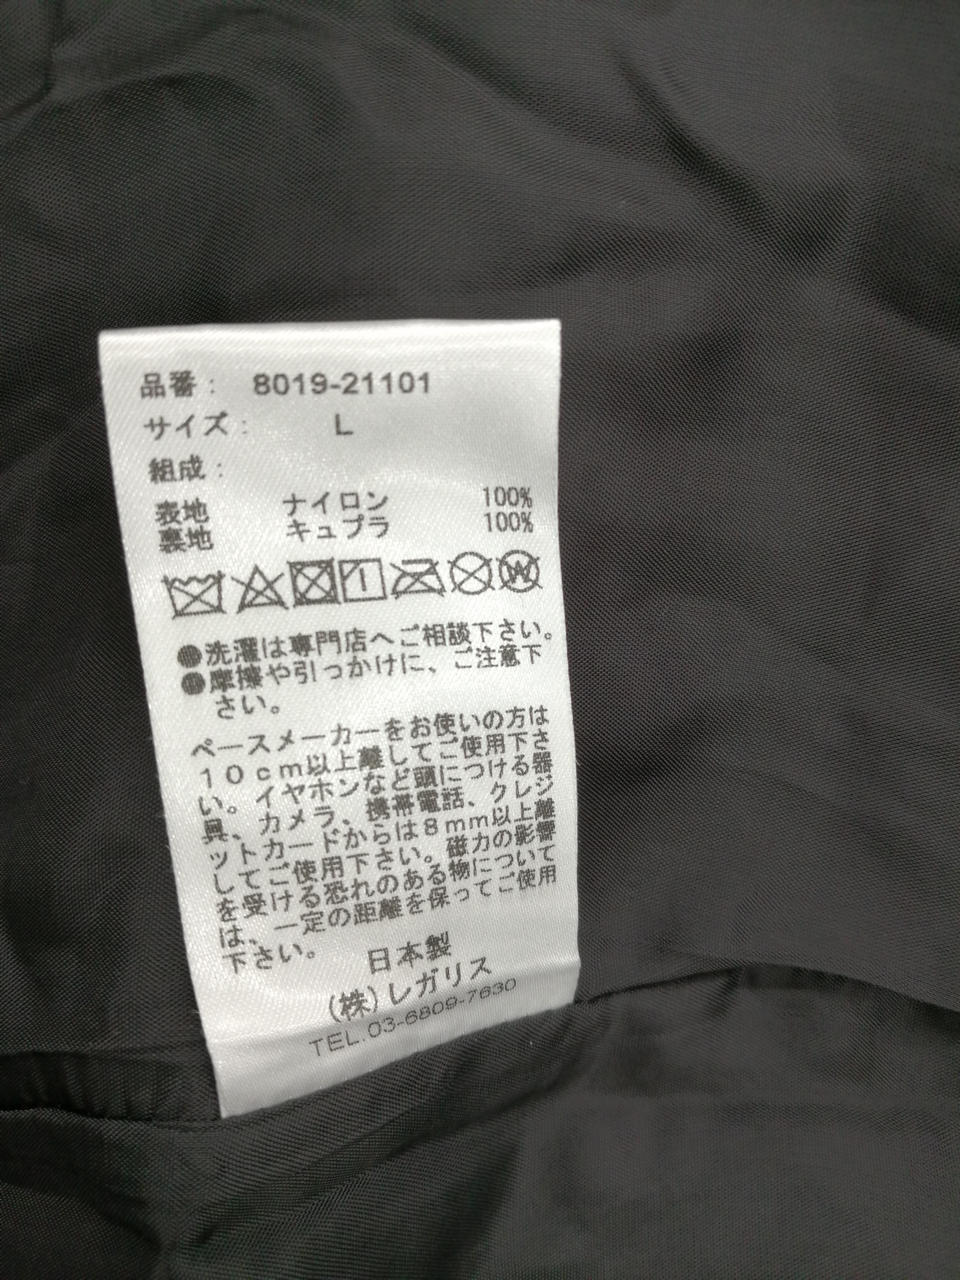 品番： 8019-21101
サイズ： L
組成：
表地 ナイロン 100%
裏地 キュプラ 100%
W
●洗濯は専門店へご相談下さい。
●摩擦や引っかけに、ご注意下
さい。
ペースメーカーをお使いの方は
１０ｃｍ以上離してご使用下さ
い。イヤホンなど頭につける器
具、カメラ、携帯電話、クレジ
ットカードからは８ｍｍ以上離
してご使用下さい。磁力の影響
を受ける恐れのある物について
は、一定の距離を保ってご使用
下さい。
日本製
（株）レガリス
TEL.03-6809-7630